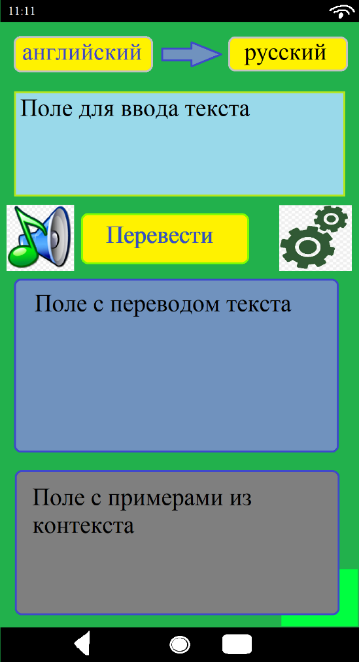 11:11
английский русский
Поле для ввода текста
Перевести
Поле с переводом текста
Поле с примерами из
контекста